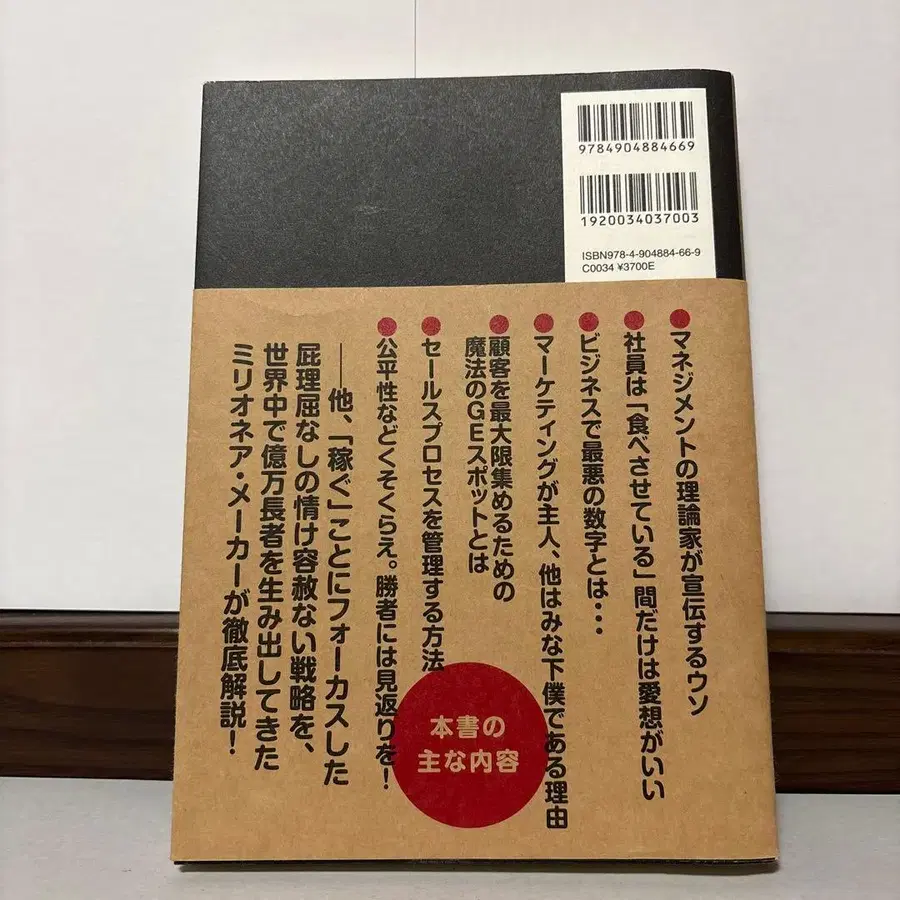 9784904884669
1920034037003
ISBN978-4-904884-66-9
C0034 ¥3700E
●マネジメントの理論家が宣伝するウソ
●社員は「食べさせている」間だけは愛想がいい
●ビジネスで最悪の数字とは・・・
●マーケティングが主人、他はみな下僕である理由
●顧客を最大限集めるための
魔法のGEスポットとは
●セールスプロセスを管理する方法
●公平性などくそくらえ。勝者には見返りを!
──他、「稼ぐ」ことにフォーカスした
屁理屈なしの情け容赦ない戦略を、
世界中で億万長者を生み出してきた
ミリオネア・メーカーが徹底解説!
本書の
主な内容